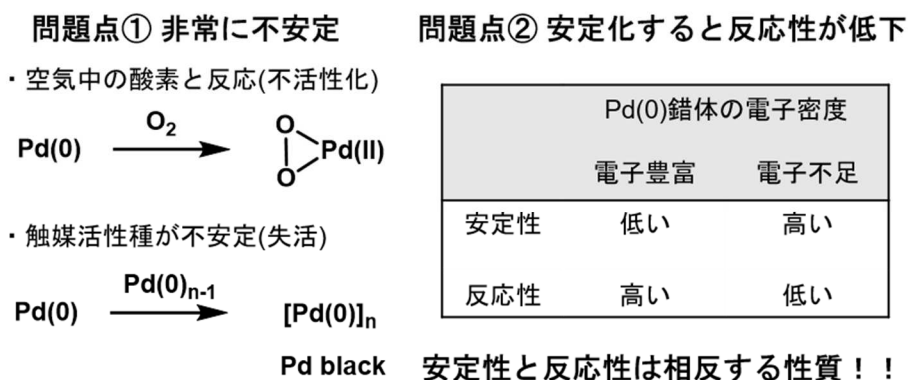 問題点① 非常に不安定
・空気中の酸素と反応(不活性化)
Pd(0)
O2
O
O
Pd(II)
・触媒活性種が不安定(失活)
Pd(0)
Pd(0)n-1
[Pd(0)]n
Pd black
問題点② 安定化すると反応性が低下
Pd(0)錯体の電子密度
電子豊富 電子不足
安定性 低い 高い
反応性 高い 低い
安定性と反応性は相反する性質！！